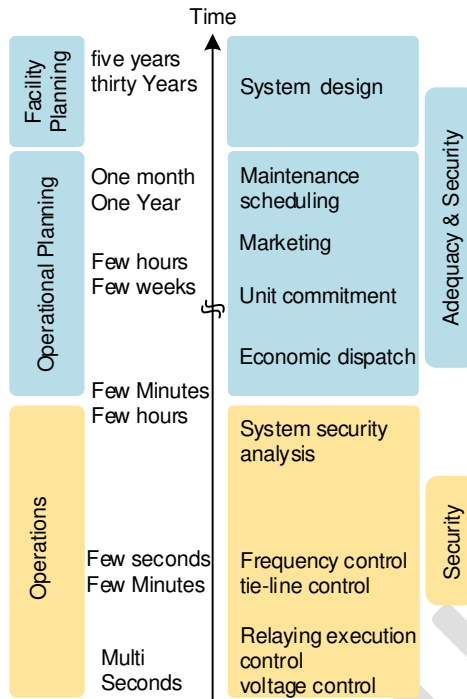 Time
Facility
Planning
five years
thirty Years
System design
Operational Planning
One month
One Year
Maintenance
scheduling
Marketing
Few hours
Few weeks
Unit commitment
Economic dispatch
Adequacy & Security
Few Minutes
Few hours
Operations
System security
analysis
Few seconds
Few Minutes
Frequency control
tie-line control
Security
Multi
Seconds
Relaying execution
control
voltage control